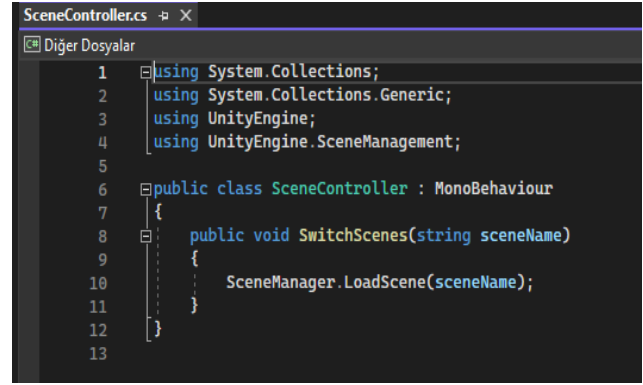 SceneController.cs
C# Diğer Dosyalar
1 using System.Collections;
2 using System.Collections.Generic;
3 using UnityEngine;
4 using UnityEngine.SceneManagement;
5
6 public class SceneController : MonoBehaviour
7 {
8 public void SwitchScenes(string sceneName)
9 {
10 SceneManager.LoadScene(sceneName);
11 }
12 }
13